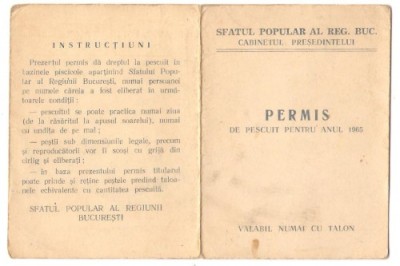 INSTRUCȚIUNI
Prezentul permis dă dreptul la pescuit în
bazinele piscicole aparținînd Sfatului Popu-
lar al Regiunii București, numai persoanei
pe numele căreia a fost eliberat în urmă-
toarele condiții :
— pescuitul se poate practica numai ziua
(de la răsăritul la apusul soarelui), numai
cu undița de pe mal ;
— peștii sub dimensiunile legale, precum
și reproducătorii vor fi scoși cu grijă din
cîrlig și eliberați ;
— în baza prezentului permis titularul
poate prinde și reține peștele predînd taloa-
nele echivalente cu cantitatea pescuită.
SFATUL POPULAR AL REGIUNII
BUCUREȘTI
SFATUL POPULAR AL REG. BUC.
CABINETUL PREȘEDINTELUI
PERMIS
DE PESCUIT PENTRU ANUL 1965
VALABIL NUMAI CU TALON